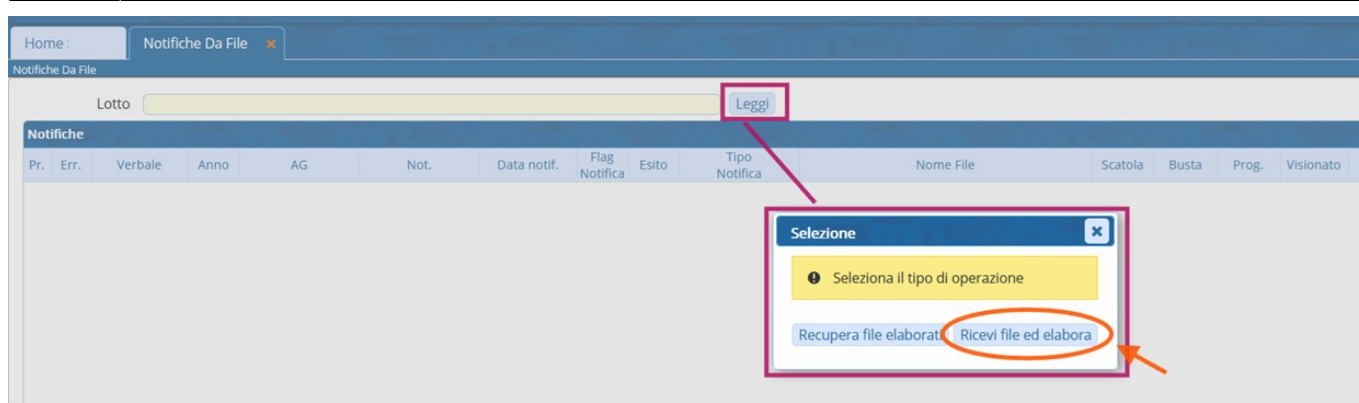 Home :
Notifiche Da File ×
Notifiche Da File
Lotto
Leggi
Notifiche
Pr. Err. Verbale Anno AG Not. Data notif. Flag Notifica Esito Tipo Notifica Nome File Scatola Busta Prog. Visionato
Selezione
Seleziona il tipo di operazione
Recupera file elaborati Ricevi file ed elabora